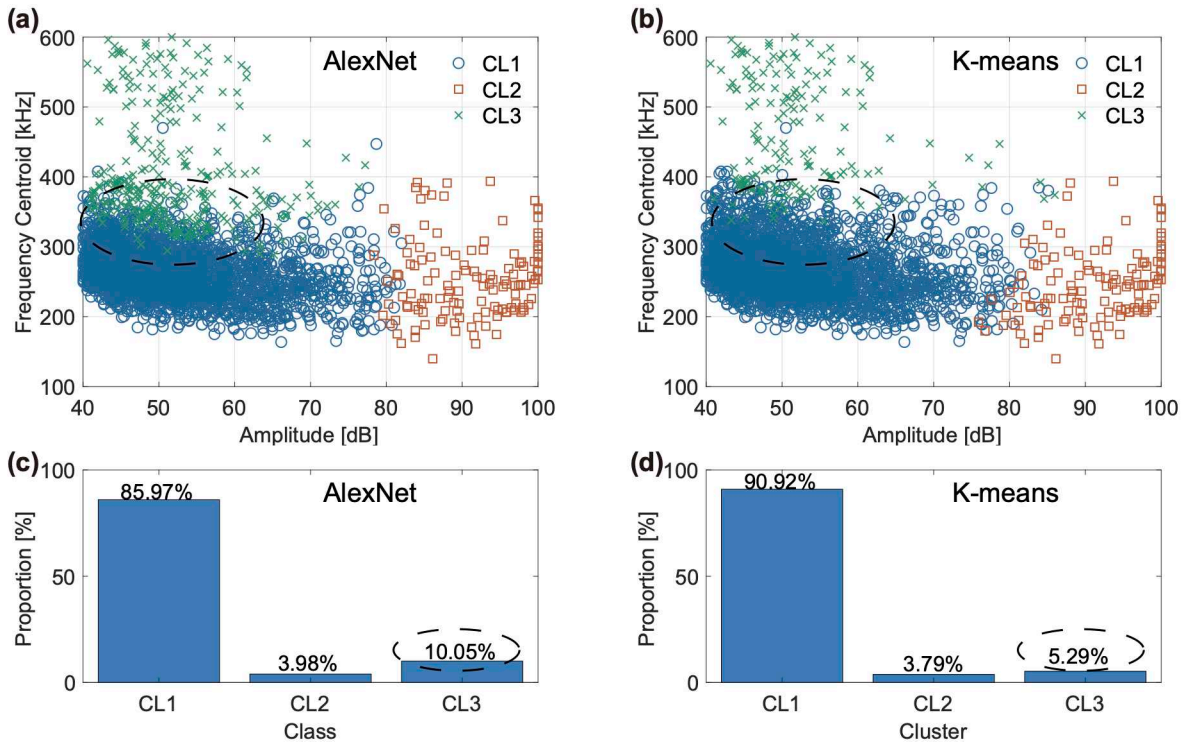 (a)
AlexNet
CL1
CL2
CL3
600
500
400
300
200
100
Frequency Centroid [kHz]
40 50 60 70 80 90 100
Amplitude [dB]
(b)
K-means
CL1
CL2
CL3
600
500
400
300
200
100
Frequency Centroid [kHz]
40 50 60 70 80 90 100
Amplitude [dB]
(c)
AlexNet
100
50
0
Proportion [%]
85.97%
3.98%
10.05%
CL1 CL2 CL3
Class
(d)
K-means
100
50
0
Proportion [%]
90.92%
3.79%
5.29%
CL1 CL2 CL3
Cluster